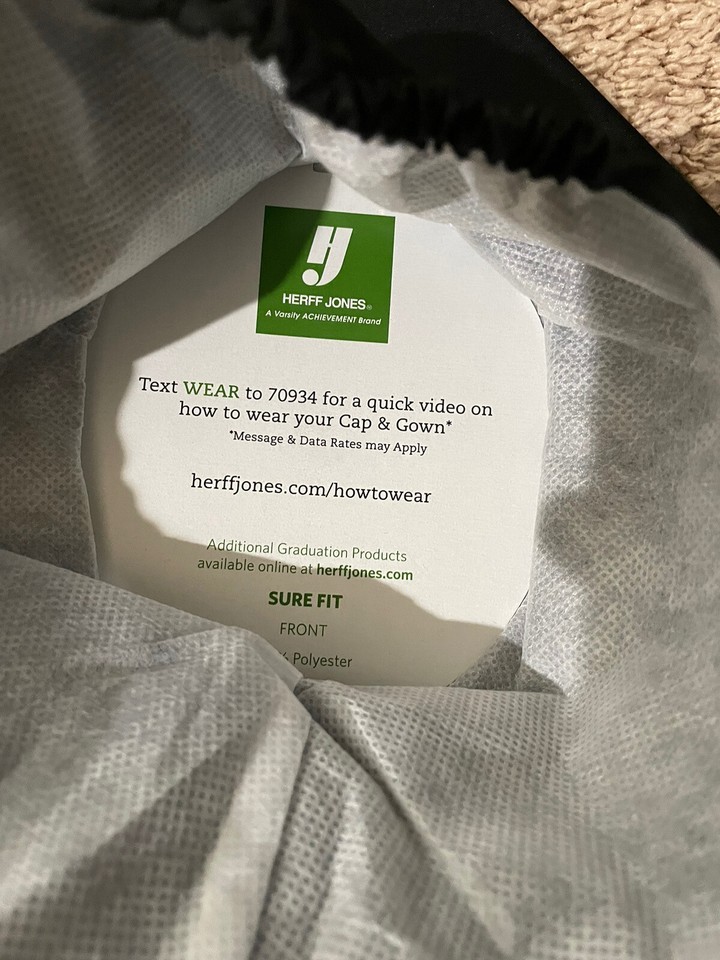 HJ
HERFF JONES®
A Varsity ACHIEVEMENT Brand
Text WEAR to 70934 for a quick video on
how to wear your Cap & Gown*
*Message & Data Rates may Apply
herffjones.com/howtowear
Additional Graduation Products
available online at herffjones.com
SURE FIT
FRONT
% Polyester